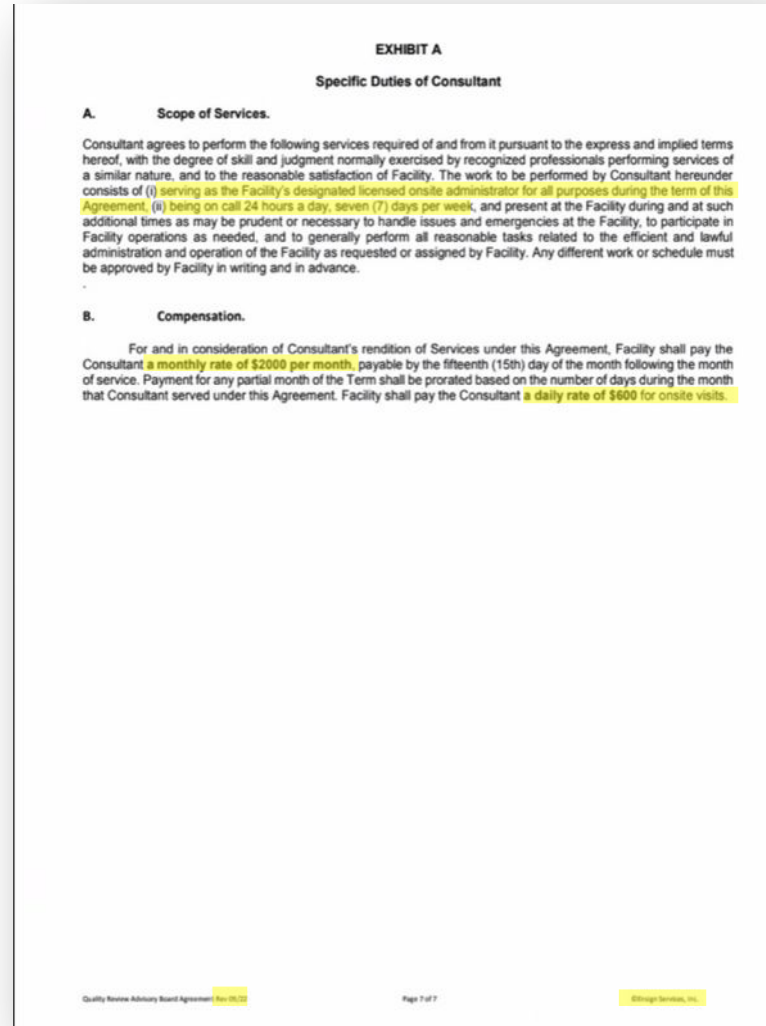 EXHIBIT A
Specific Duties of Consultant
A. Scope of Services.
Consultant agrees to perform the following services required of and from it pursuant to the express and implied terms
hereof, with the degree of skill and judgment normally exercised by recognized professionals performing services of
a similar nature, and to the reasonable satisfaction of Facility. The work to be performed by Consultant hereunder
consists of (i) serving as the Facility's designated licensed onsite administrator for all purposes during the term of this
Agreement, (ii) being on call 24 hours a day, seven (7) days per week, and present at the Facility during and at such
additional times as may be prudent or necessary to handle issues and emergencies at the Facility, to participate in
Facility operations as needed, and to generally perform all reasonable tasks related to the efficient and lawful
administration and operation of the Facility as requested or assigned by Facility. Any different work or schedule must
be approved by Facility in writing and in advance.
.
B. Compensation.
For and in consideration of Consultant's rendition of Services under this Agreement, Facility shall pay the
Consultant a monthly rate of $2000 per month, payable by the fifteenth (15th) day of the month following the month
of service. Payment for any partial month of the Term shall be prorated based on the number of days during the month
that Consultant served under this Agreement. Facility shall pay the Consultant a daily rate of $600 for onsite visits.
Quality Review Advisory Board Agreement Rev 05/22 Page 7 of 7 ©Ensign Services, Inc.